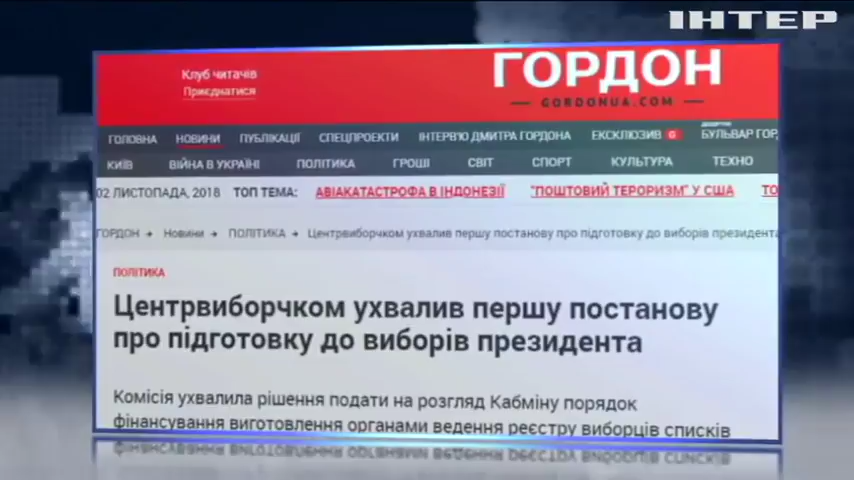 ІНТЕР
Клуб читачів
Приєднатися
ГОРДОН
GORDONUA.COM
ГОЛОВНА НОВИНИ ПУБЛІКАЦІЇ СПЕЦПРОЕКТИ ІНТЕРВ'Ю ДМИТРА ГОРДОНА ЕКСКЛЮЗИВ G БУЛЬВАР ГОР
КИЇВ ВІЙНА В УКРАЇНІ ПОЛІТИКА ГРОШІ СВІТ СПОРТ КУЛЬТУРА ТЕХНО
02 ЛИСТОПАДА, 2018 ТОП ТЕМА: АВІАКАТАСТРОФА В ІНДОНЕЗІЇ "ПОШТОВИЙ ТЕРОРИЗМ" У США ТО
ГОРДОН → Новини → ПОЛІТИКА → Центрвиборчком ухвалив першу постанову про підготовку до виборів президента
ПОЛІТИКА
Центрвиборчком ухвалив першу постанову
про підготовку до виборів президента
Комісія ухвалила рішення подати на розгляд Кабміну порядок
фінансування виготовлення органами ведення реєстру виборців списків